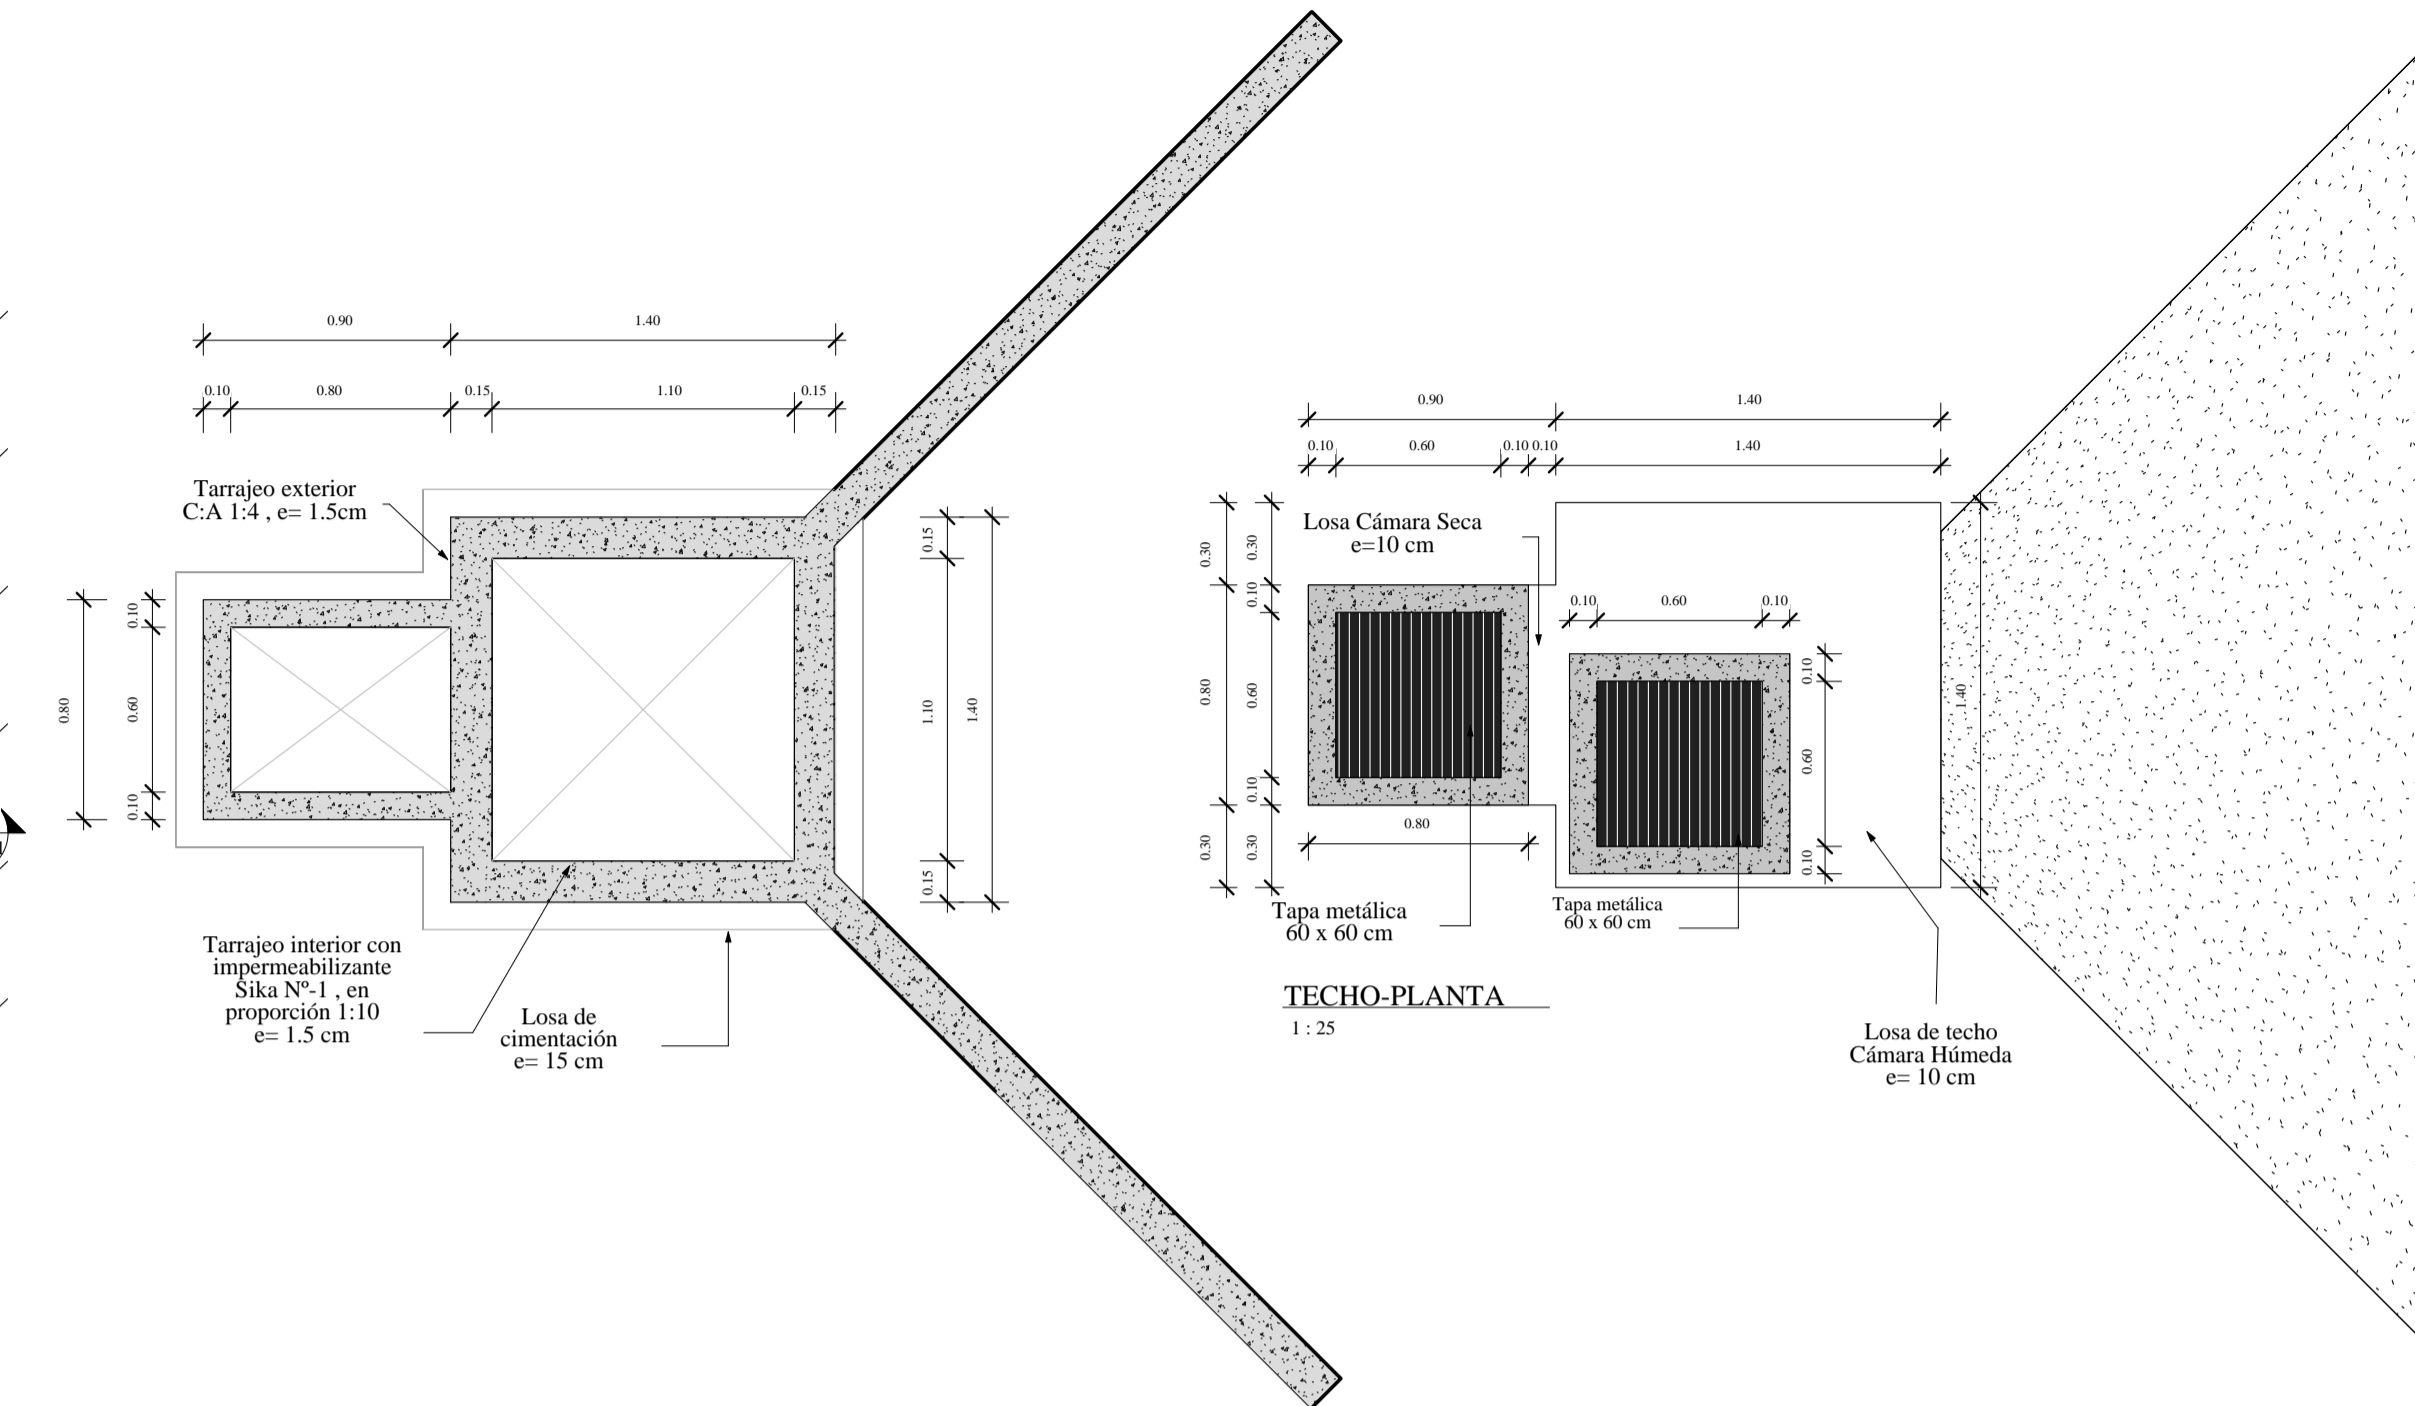 0.90
1.40
0.10
0.80
0.15
1.10
0.15
Tarrajeo exterior
C:A 1:4 , e= 1.5cm
0.80
0.10
0.60
0.10
0.15
1.10
0.15
1.40
Tarrajeo interior con
impermeabilizante
Sika Nº-1 , en
proporción 1:10
e= 1.5 cm
Losa de
cimentación
e= 15 cm
0.90
1.40
0.10
0.60
0.10
0.10
1.40
Losa Cámara Seca
e=10 cm
0.30
0.80
0.30
0.30
0.10
0.60
0.10
0.30
0.10
0.60
0.10
0.10
0.60
0.10
1.40
0.80
Tapa metálica
60 x 60 cm
Tapa metálica
60 x 60 cm
TECHO-PLANTA
1 : 25
Losa de techo
Cámara Húmeda
e= 10 cm